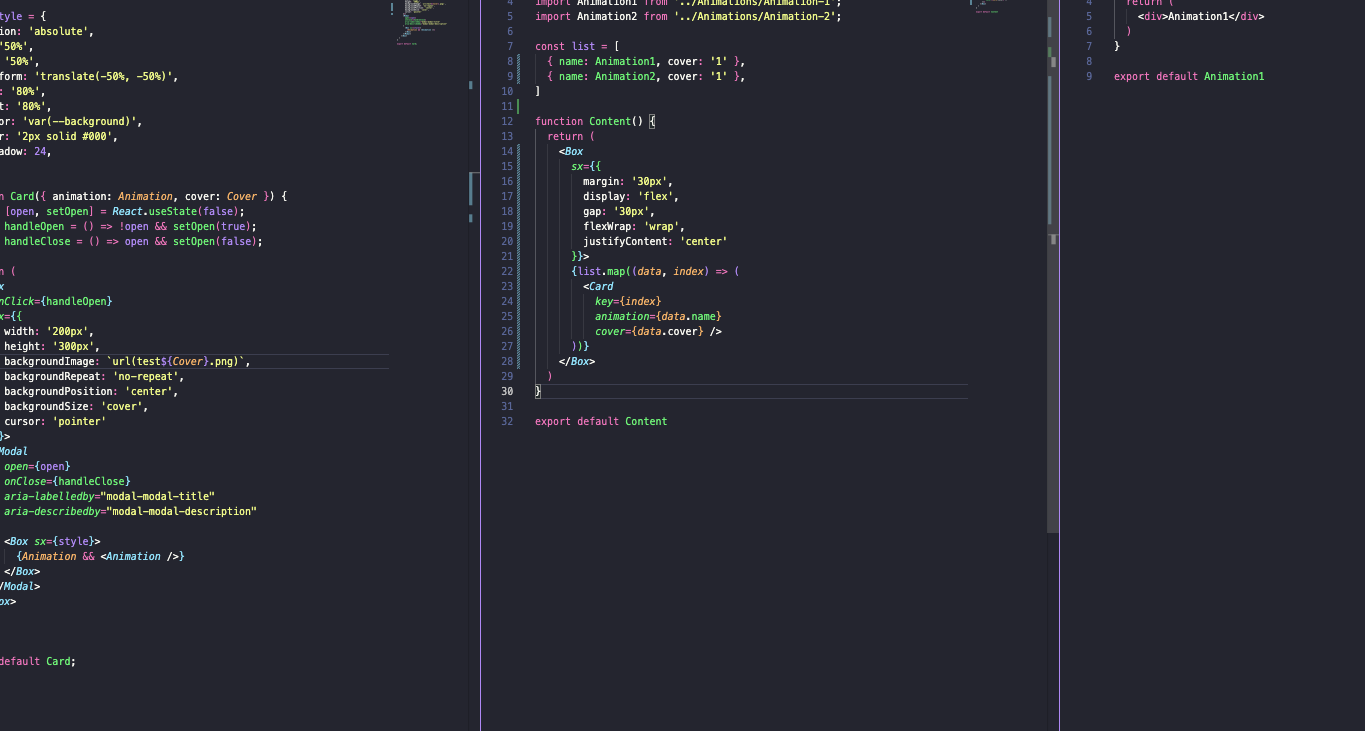 tyle = {
ion: 'absolute',
'50%',
'50%',
form: 'translate(-50%, -50%)',
: '80%',
t: '80%',
or: 'var(--background)',
r: '2px solid #000',
adow: 24,
n Card({ animation: Animation, cover: Cover }) {
[open, setOpen] = React.useState(false);
handleOpen = () => !open && setOpen(true);
handleClose = () => open && setOpen(false);
n (
x
nClick={handleOpen}
x={{
width: '200px',
height: '300px',
backgroundImage: `url(test${Cover}.png)`,
backgroundRepeat: 'no-repeat',
backgroundPosition: 'center',
backgroundSize: 'cover',
cursor: 'pointer'
}>
Modal
open={open}
onClose={handleClose}
aria-labelledby="modal-modal-title"
aria-describedby="modal-modal-description"
<Box sx={style}>
{Animation && <Animation />}
</Box>
/Modal>
ox>
default Card;
4 import Animation1 from '../Animations/Animation-1';
5 import Animation2 from '../Animations/Animation-2';
6
7 const list = [
8 { name: Animation1, cover: '1' },
9 { name: Animation2, cover: '1' },
10 ]
11
12 function Content() {
13 return (
14 <Box
15 sx={{
16 margin: '30px',
17 display: 'flex',
18 gap: '30px',
19 flexWrap: 'wrap',
20 justifyContent: 'center'
21 }}>
22 {list.map((data, index) => (
23 <Card
24 key={index}
25 animation={data.name}
26 cover={data.cover} />
27 ))}
28 </Box>
29 )
30 }
31
32 export default Content
4 return (
5 <div>Animation1</div>
6 )
7 }
8
9 export default Animation1